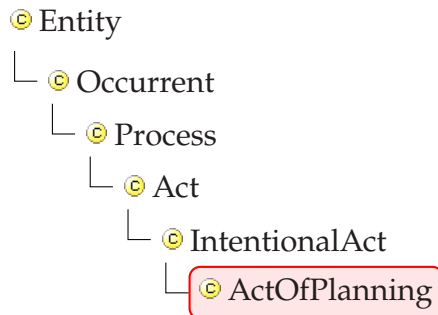 © Entity
© Occurrent
© Process
© Act
© IntentionalAct
© ActOfPlanning